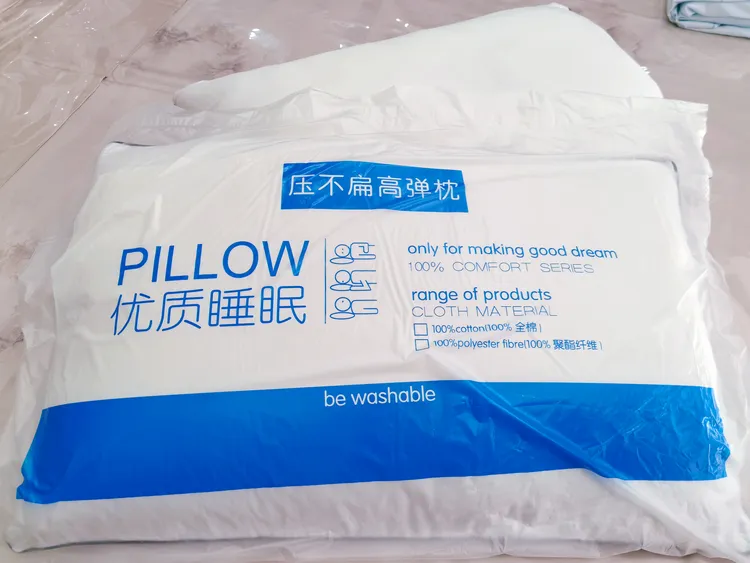 压不扁高弹枕
PILLOW
优质睡眠
only for making good dream
100% COMFORT SERIES
range of products
CLOTH MATERIAL
100%cotton(100% 全棉)
100%polyester fibre(100% 聚酯纤维)
be washable